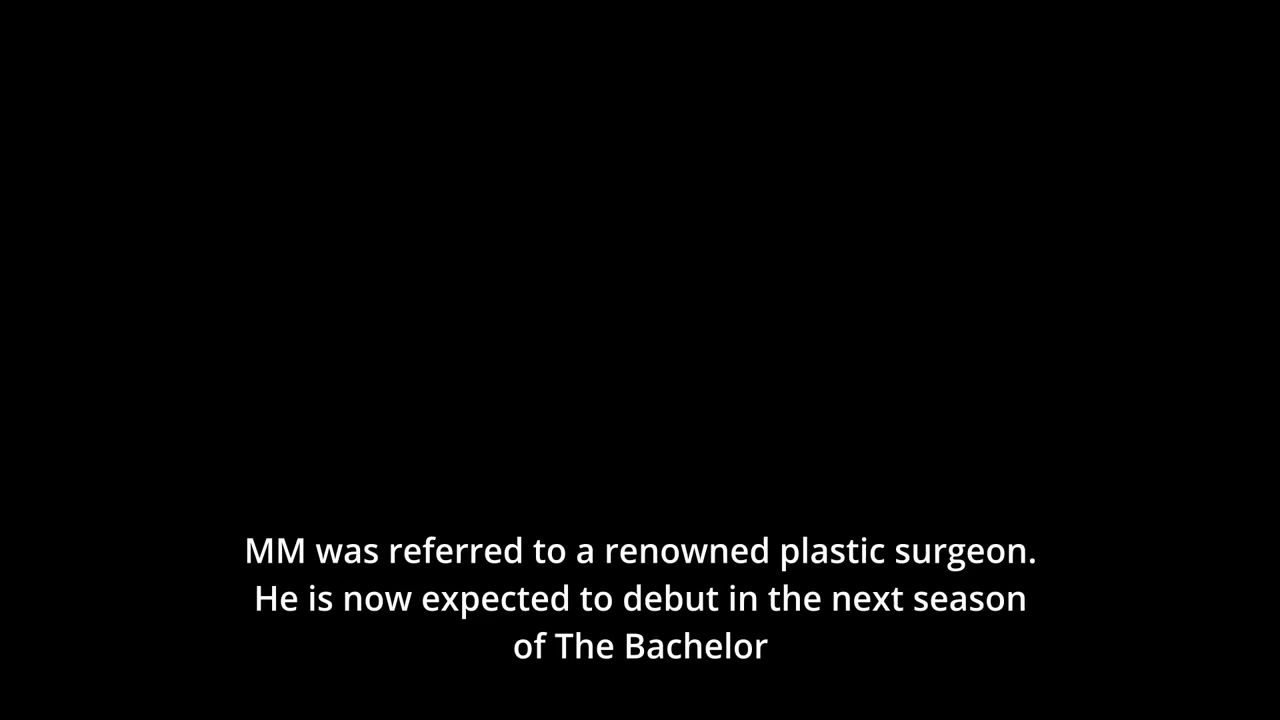 MM was referred to a renowned plastic surgeon.
He is now expected to debut in the next season
of The Bachelor